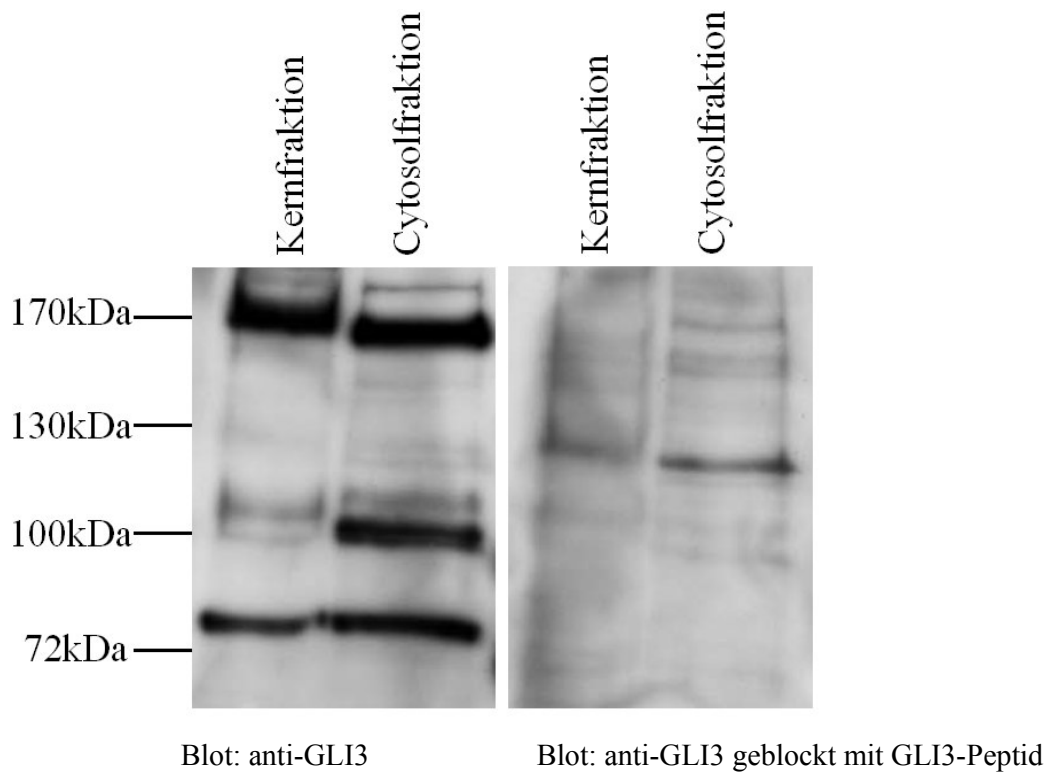 Kernfraktion
Cytosolfraktion
Kernfraktion
Cytosolfraktion
170kDa
130kDa
100kDa
72kDa
Blot: anti-GLI3
Blot: anti-GLI3 geblockt mit GLI3-Peptid